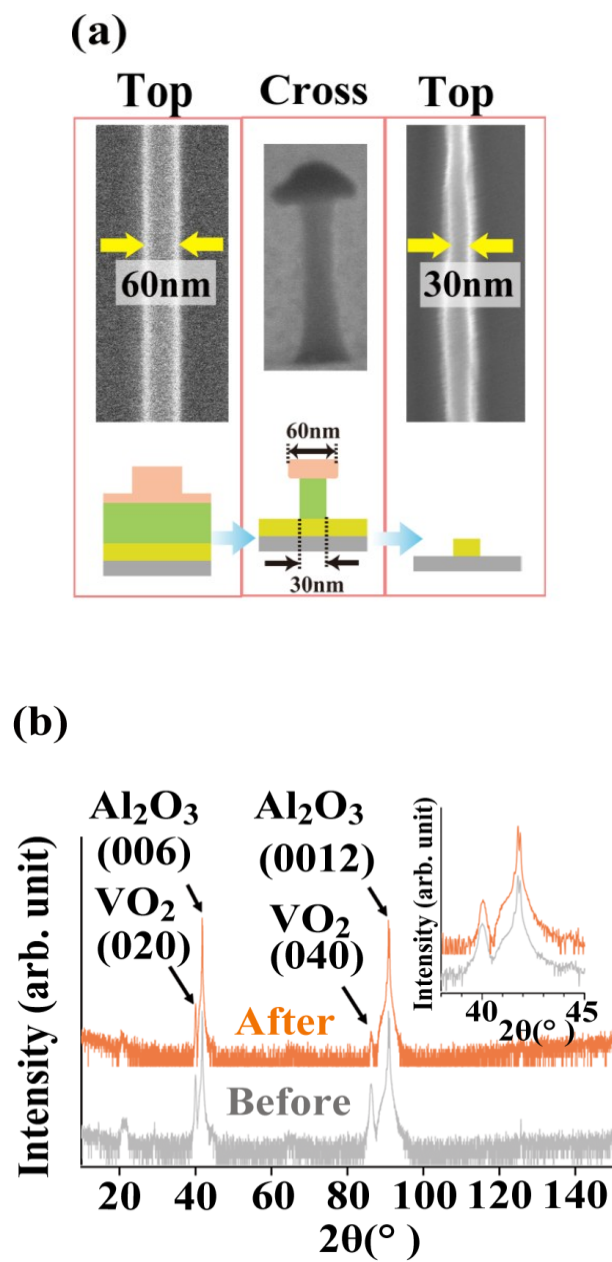 (a)
Top Cross Top
60nm 30nm
60nm
30nm
(b)
Al₂O₃ Al₂O₃
(006) (0012)
VO₂ VO₂
(020) (040)
After
Before
Intensity (arb. unit)
20 40 60 80 100 120 140
2θ(°)
Intensity (arb. unit)
40 45
2θ(°)